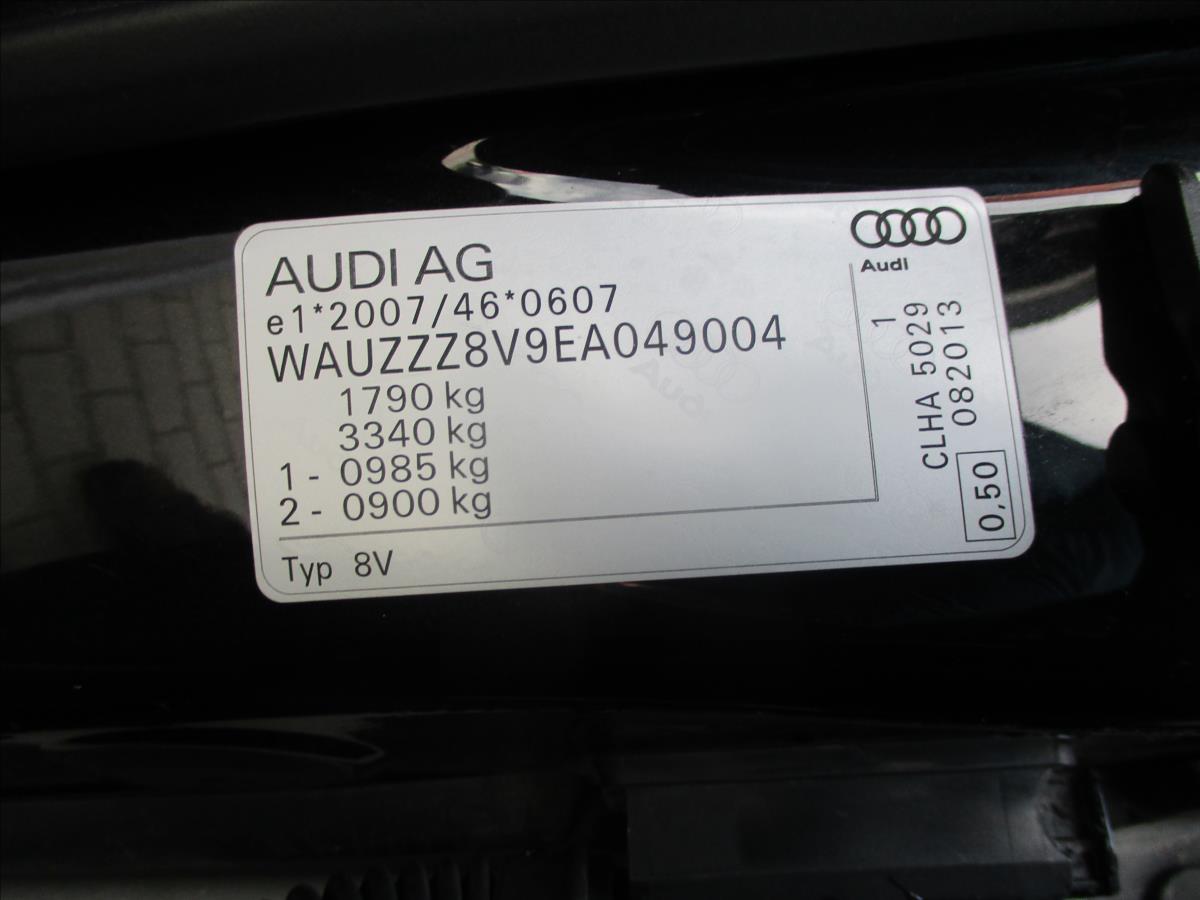 AUDI AG
e1*2007/46*0607
WAUZZZ8V9EA049004
1790 kg
3340 kg
1 - 0985 kg
2 - 0900 kg
Typ 8V
Audi
1
CLHA 5029
082013
0,50